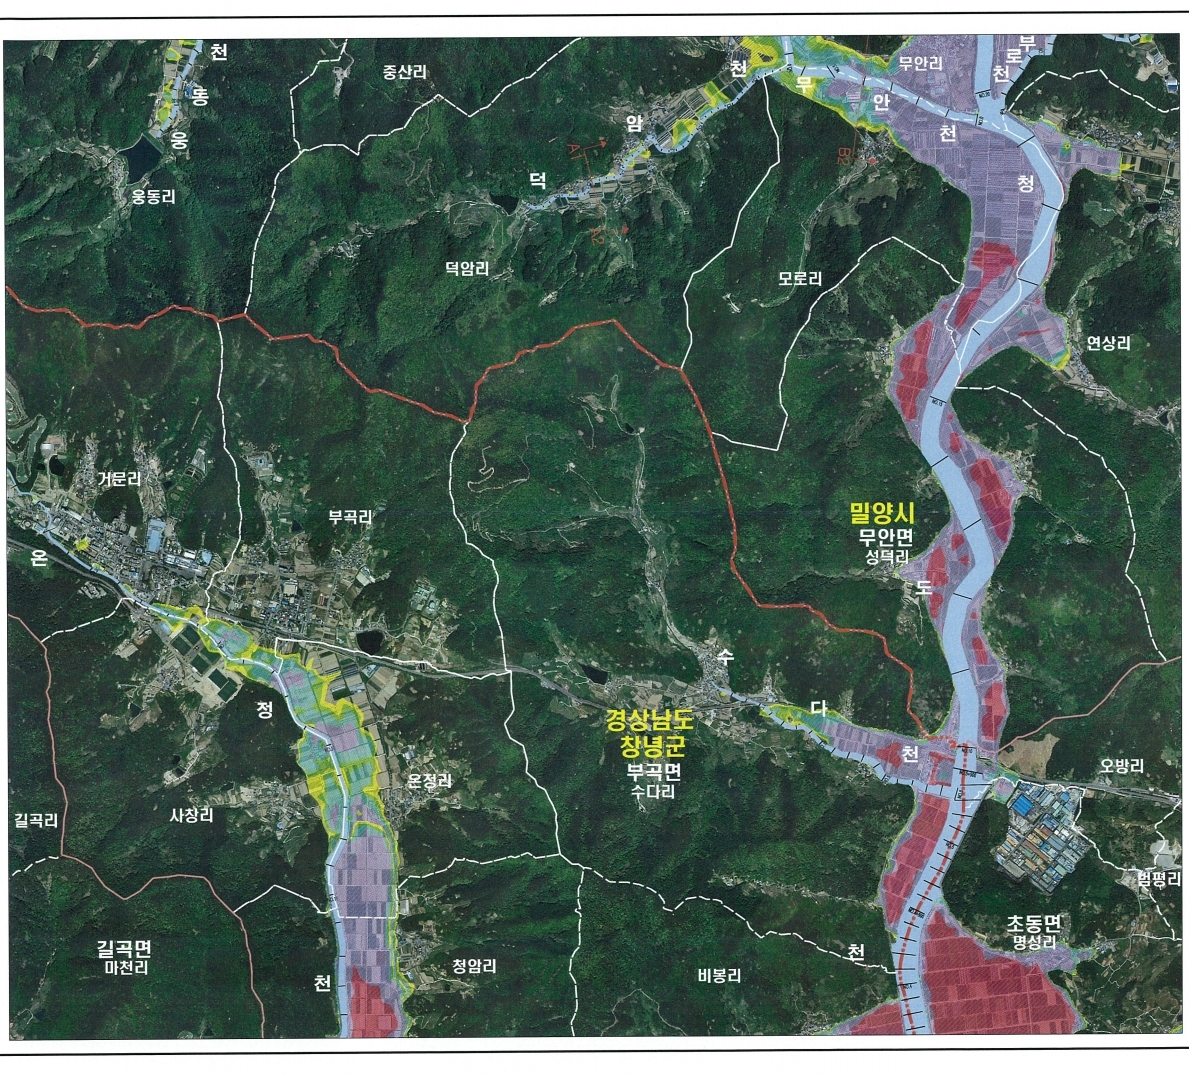 천
동
웅
웅동리
중산리
천
암
덕
덕암리
무
안
천
무안리
부
로
천
청
모로리
연상리
거문리
부곡리
온
밀양시
무안면
성덕리
도
수
다
천
정
경상남도
창녕군
부곡면
수다리
온정리
오방리
길곡리
사창리
범평리
길곡면
마천리
천
청암리
비봉리
천
초동면
명성리
A1
A2
B2